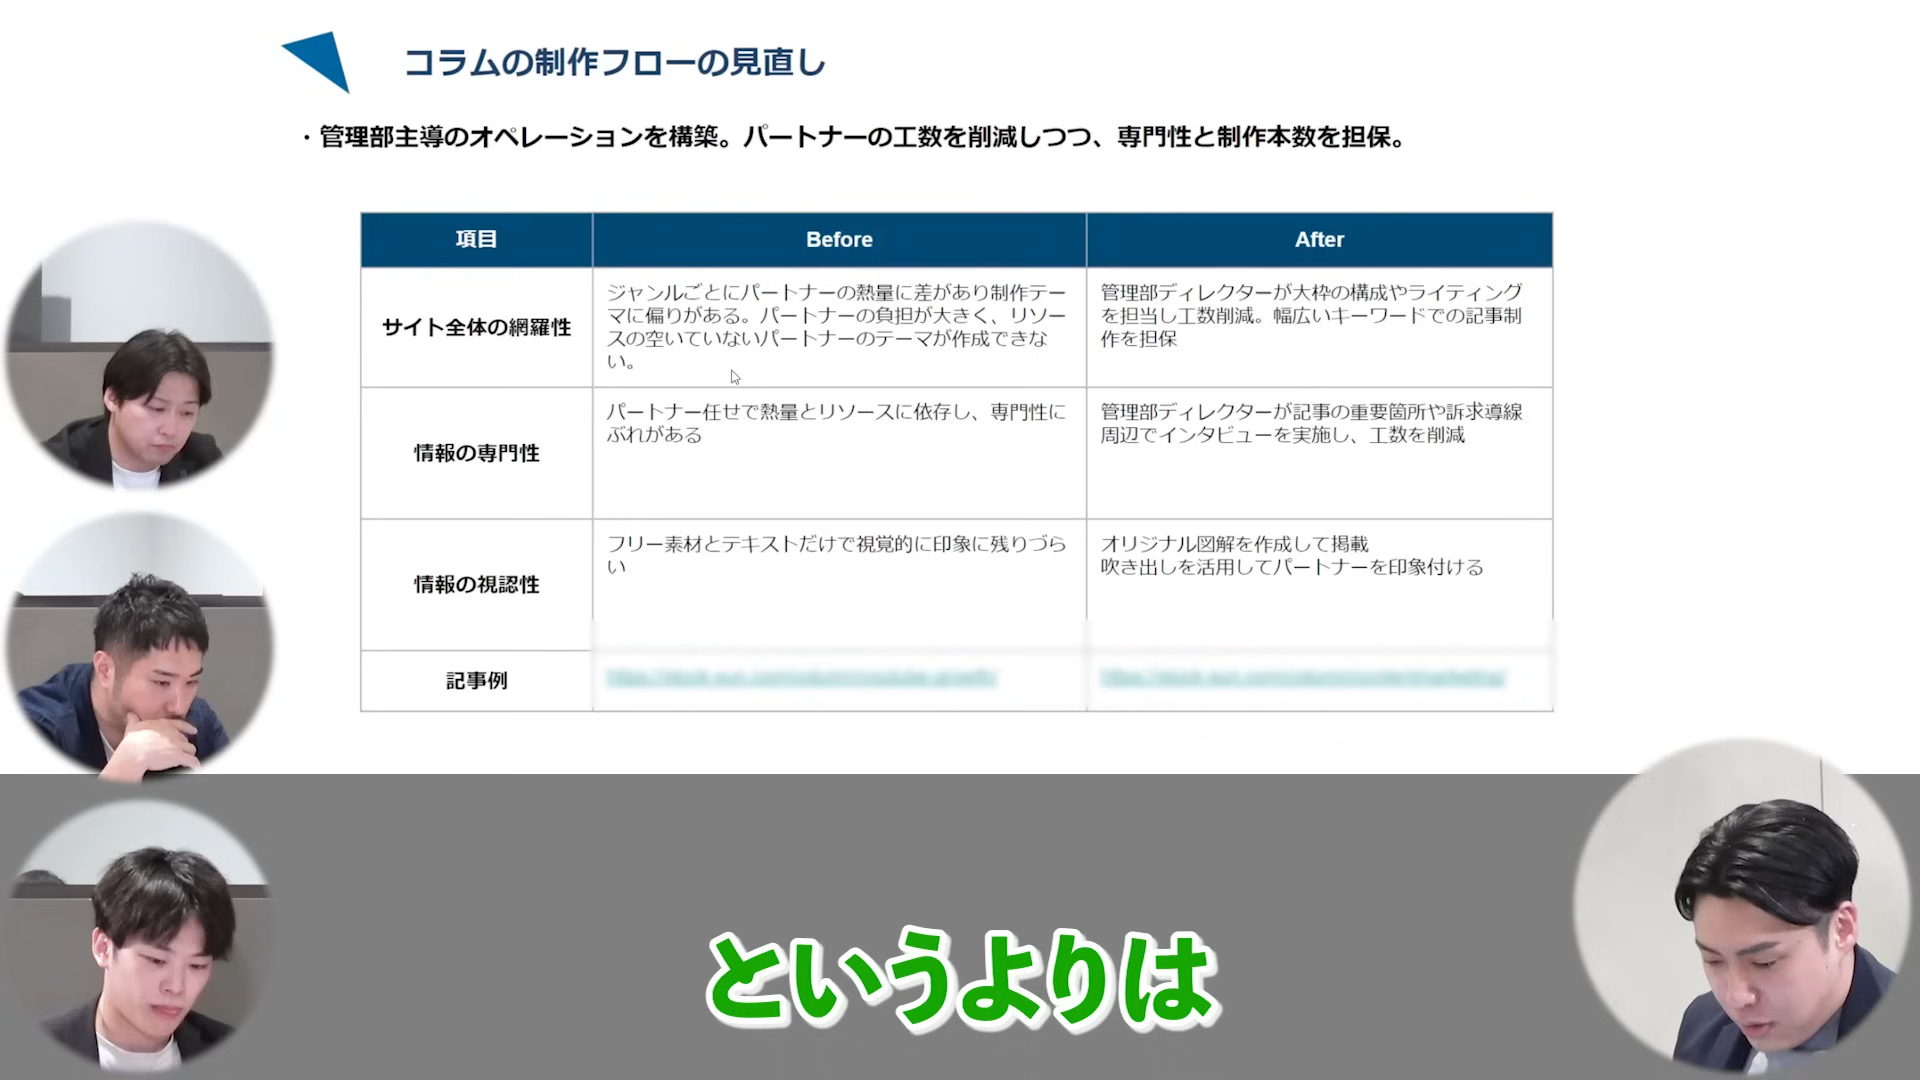 コラムの制作フローの見直し
・管理部主導のオペレーションを構築。パートナーの工数を削減しつつ、専門性と制作本数を担保。
項目
Before
After
サイト全体の網羅性
ジャンルごとにパートナーの熱量に差があり制作テー
マに偏りがある。パートナーの負担が大きく、リソー
スの空いていないパートナーのテーマが作成できな
い。
管理部ディレクターが大枠の構成やライティング
を担当し工数削減。幅広いキーワードでの記事制
作を担保
情報の専門性
パートナー任せで熱量とリソースに依存し、専門性に
ぶれがある
管理部ディレクターが記事の重要箇所や訴求導線
周辺でインタビューを実施し、工数を削減
情報の視認性
フリー素材とテキストだけで視覚的に印象に残りづら
い
オリジナル図解を作成して掲載
吹き出しを活用してパートナーを印象付ける
記事例
というよりは